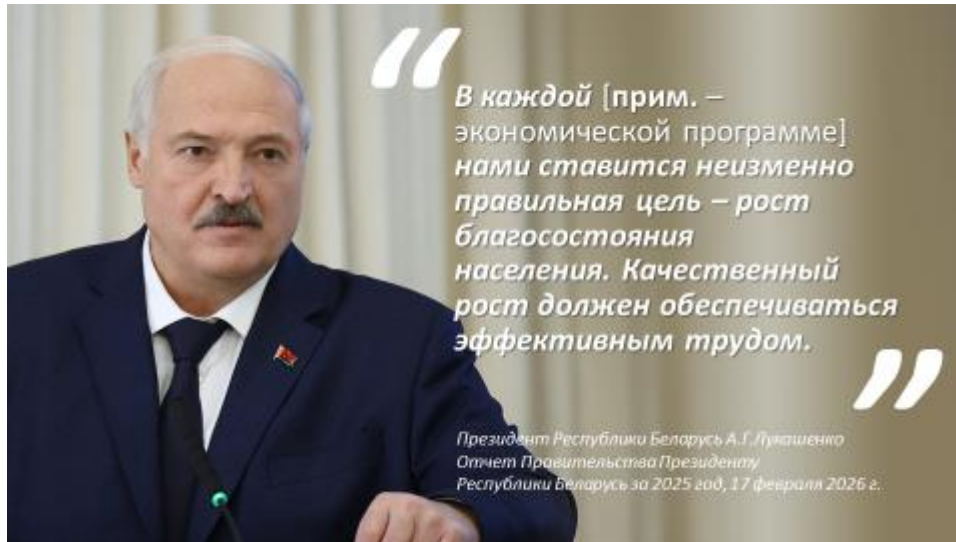 “
В каждой [прим. –
экономической программе]
нами ставится неизменно
правильная цель – рост
благосостояния
населения. Качественный
рост должен обеспечиваться
эффективным трудом.
”
Президент Республики Беларусь А.Г.Лукашенко
Отчет Правительства Президенту
Республики Беларусь за 2025 год, 17 февраля 2026 г.